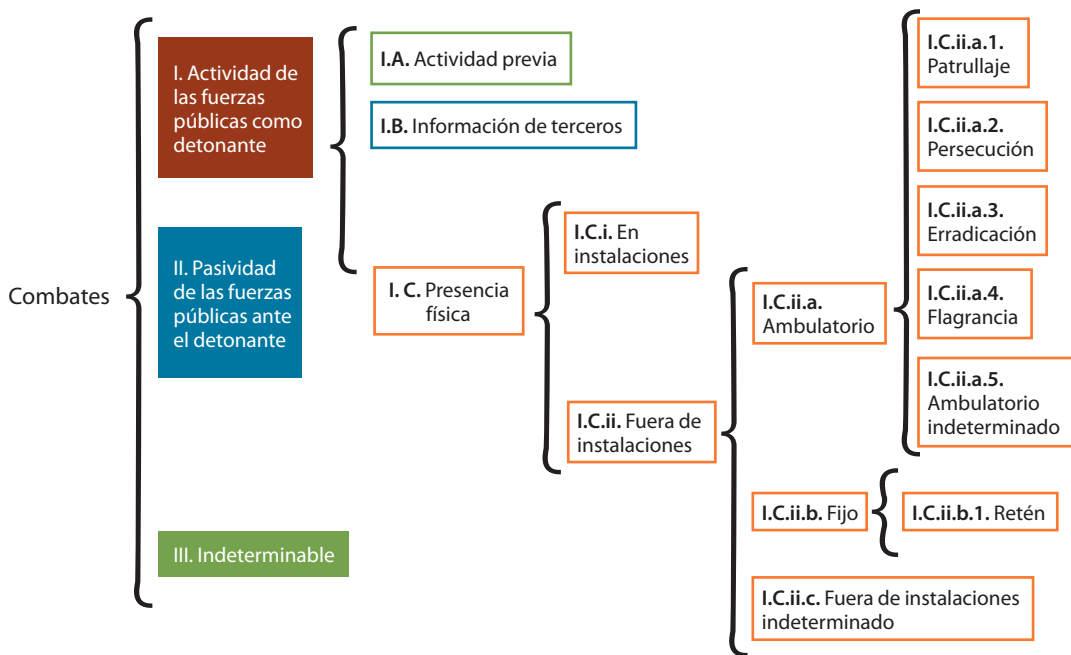 Combates
I. Actividad de
las fuerzas
públicas como
detonante
II. Pasividad
de las fuerzas
públicas ante
el detonante
III. Indeterminable
I.A. Actividad previa
I.B. Información de terceros
I. C. Presencia
física
I.C.i. En
instalaciones
I.C.ii. Fuera de
instalaciones
I.C.ii.a.
Ambulatorio
I.C.ii.b. Fijo
I.C.ii.c. Fuera de instalaciones
indeterminado
I.C.ii.a.1.
Patrullaje
I.C.ii.a.2.
Persecución
I.C.ii.a.3.
Erradicación
I.C.ii.a.4.
Flagrancia
I.C.ii.a.5.
Ambulatorio
indeterminado
I.C.ii.b.1. Retén